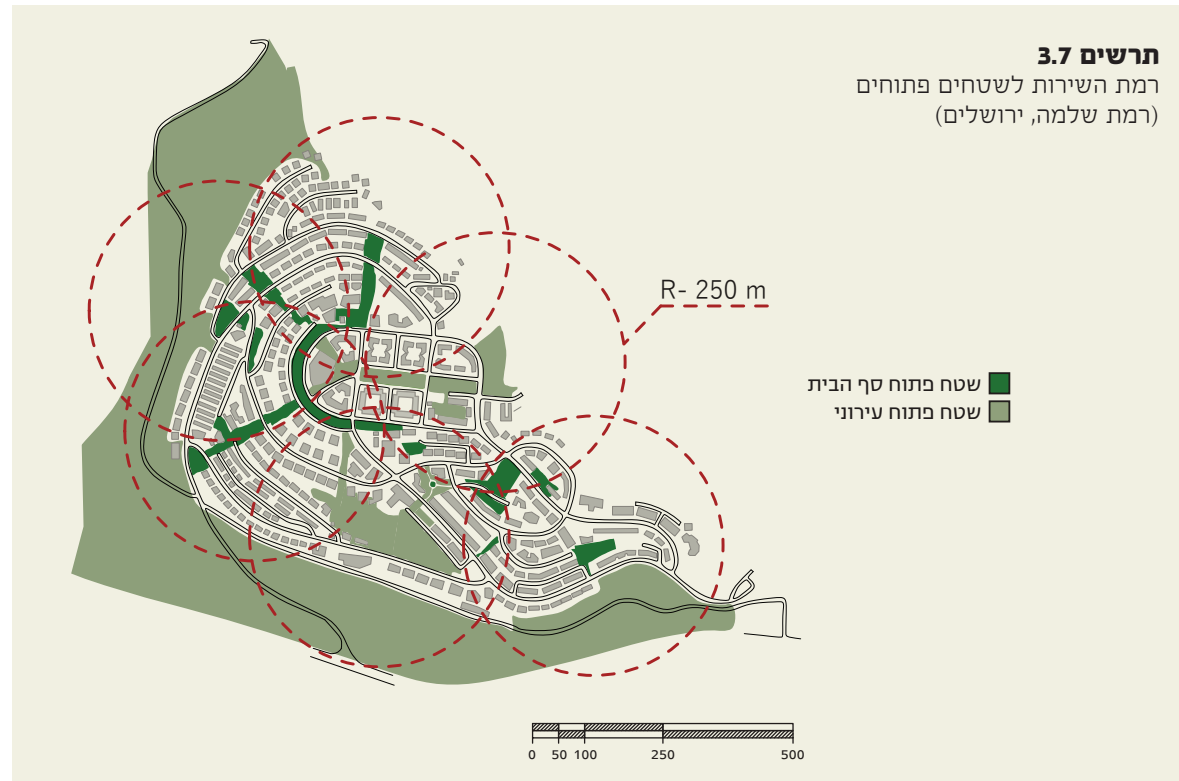 תרשים 3.7
רמת השירות לשטחים פתוחים
(רמת שלמה, ירושלים)
R- 250 m
שטח פתוח סף הבית
שטח פתוח עירוני
0 50 100 250 500